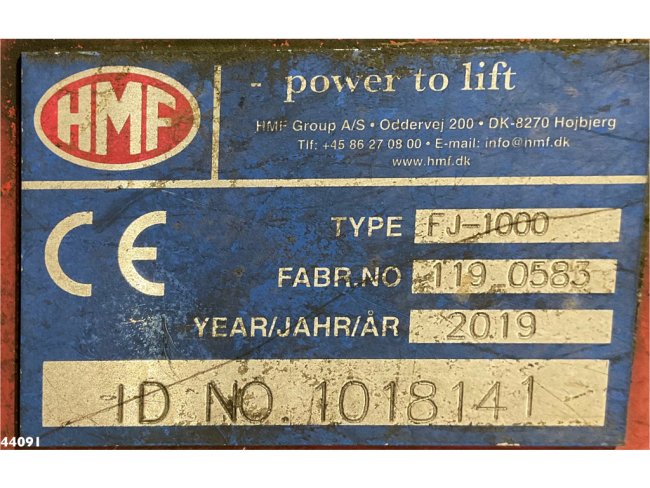 HMF
- power to lift
HMF Group A/S • Oddervej 200 • DK-8270 Hojbjerg
Tlf: +45 86 27 08 00 • E-mail: info@hmf.dk
www.hmf.dk
CE
TYPE FJ-1000
FABR.NO 119 0583
YEAR/JAHR/ÅR 2019
ID NO 1018141
44091